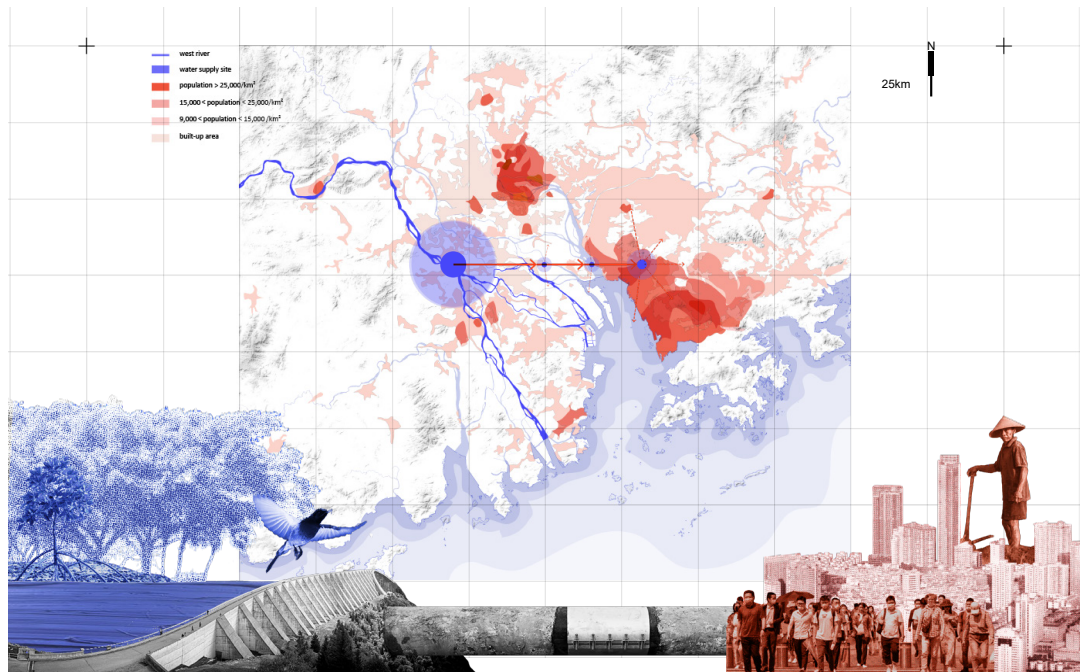 west river
water supply site
population > 25,000/km²
15,000 < population < 25,000/km²
9,000 < population < 15,000 /km²
built-up area
N
25km